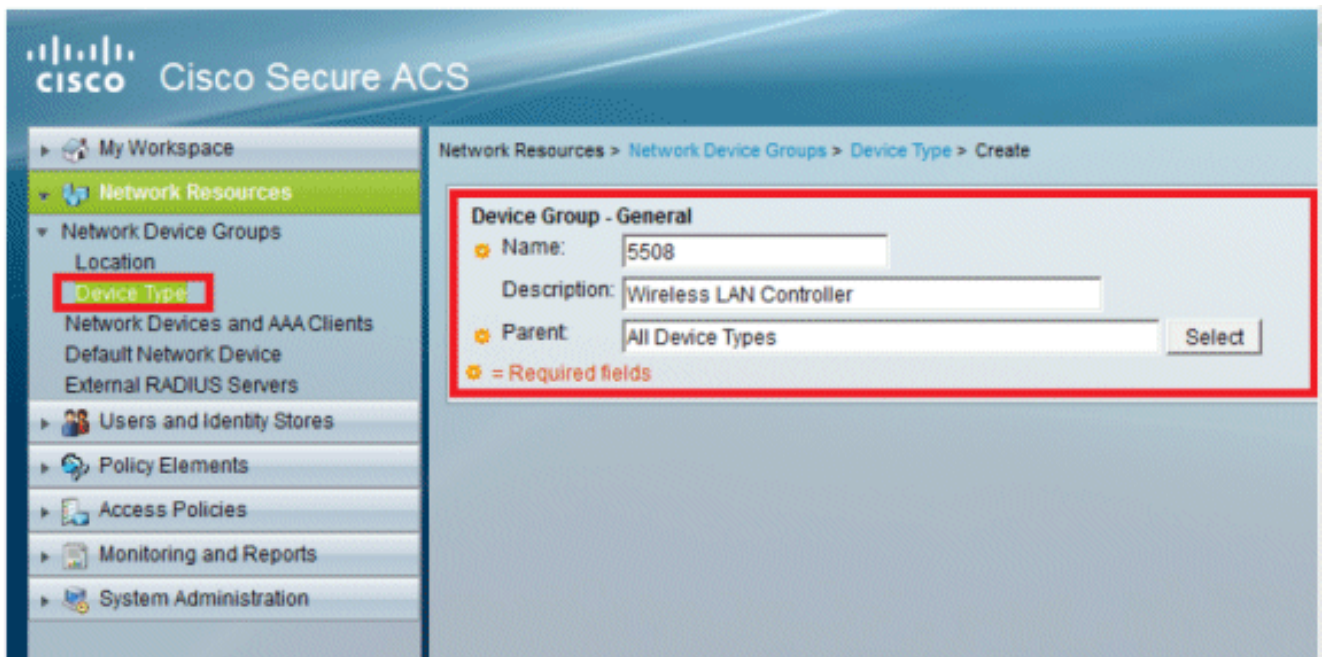 CISCO Cisco Secure ACS
My Workspace
Network Resources
Network Device Groups
Location
Device Type
Network Devices and AAA Clients
Default Network Device
External RADIUS Servers
Users and Identity Stores
Policy Elements
Access Policies
Monitoring and Reports
System Administration
Network Resources > Network Device Groups > Device Type > Create
Device Group - General
Name: 5508
Description: Wireless LAN Controller
Parent: All Device Types Select
= Required fields